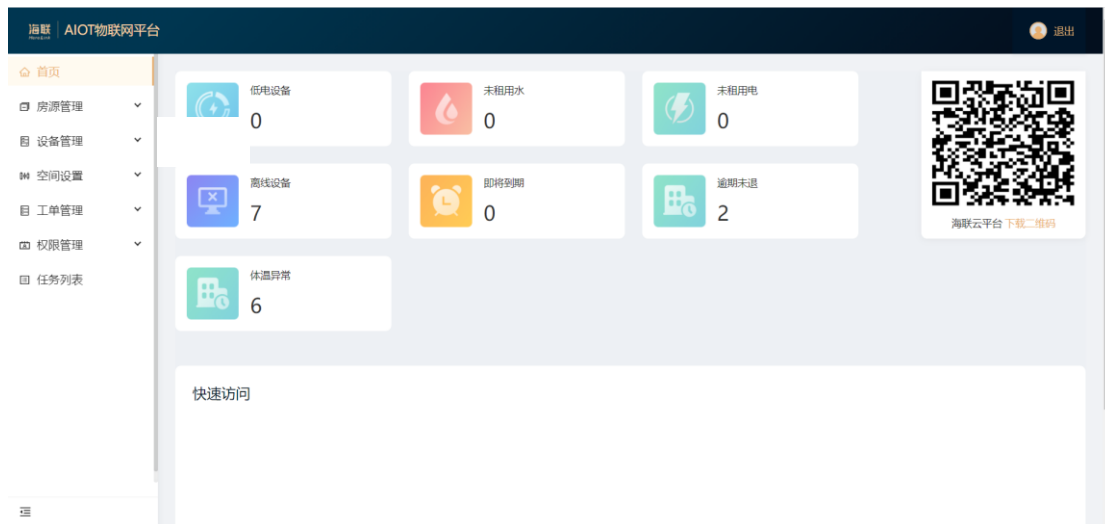 海联 AIOT物联网平台
退出
首页
房源管理
设备管理
空间设置
工单管理
权限管理
任务列表
低电设备
0
未租用水
0
未租用电
0
离线设备
7
即将到期
0
逾期未退
2
体温异常
6
海联云平台 下载二维码
快速访问